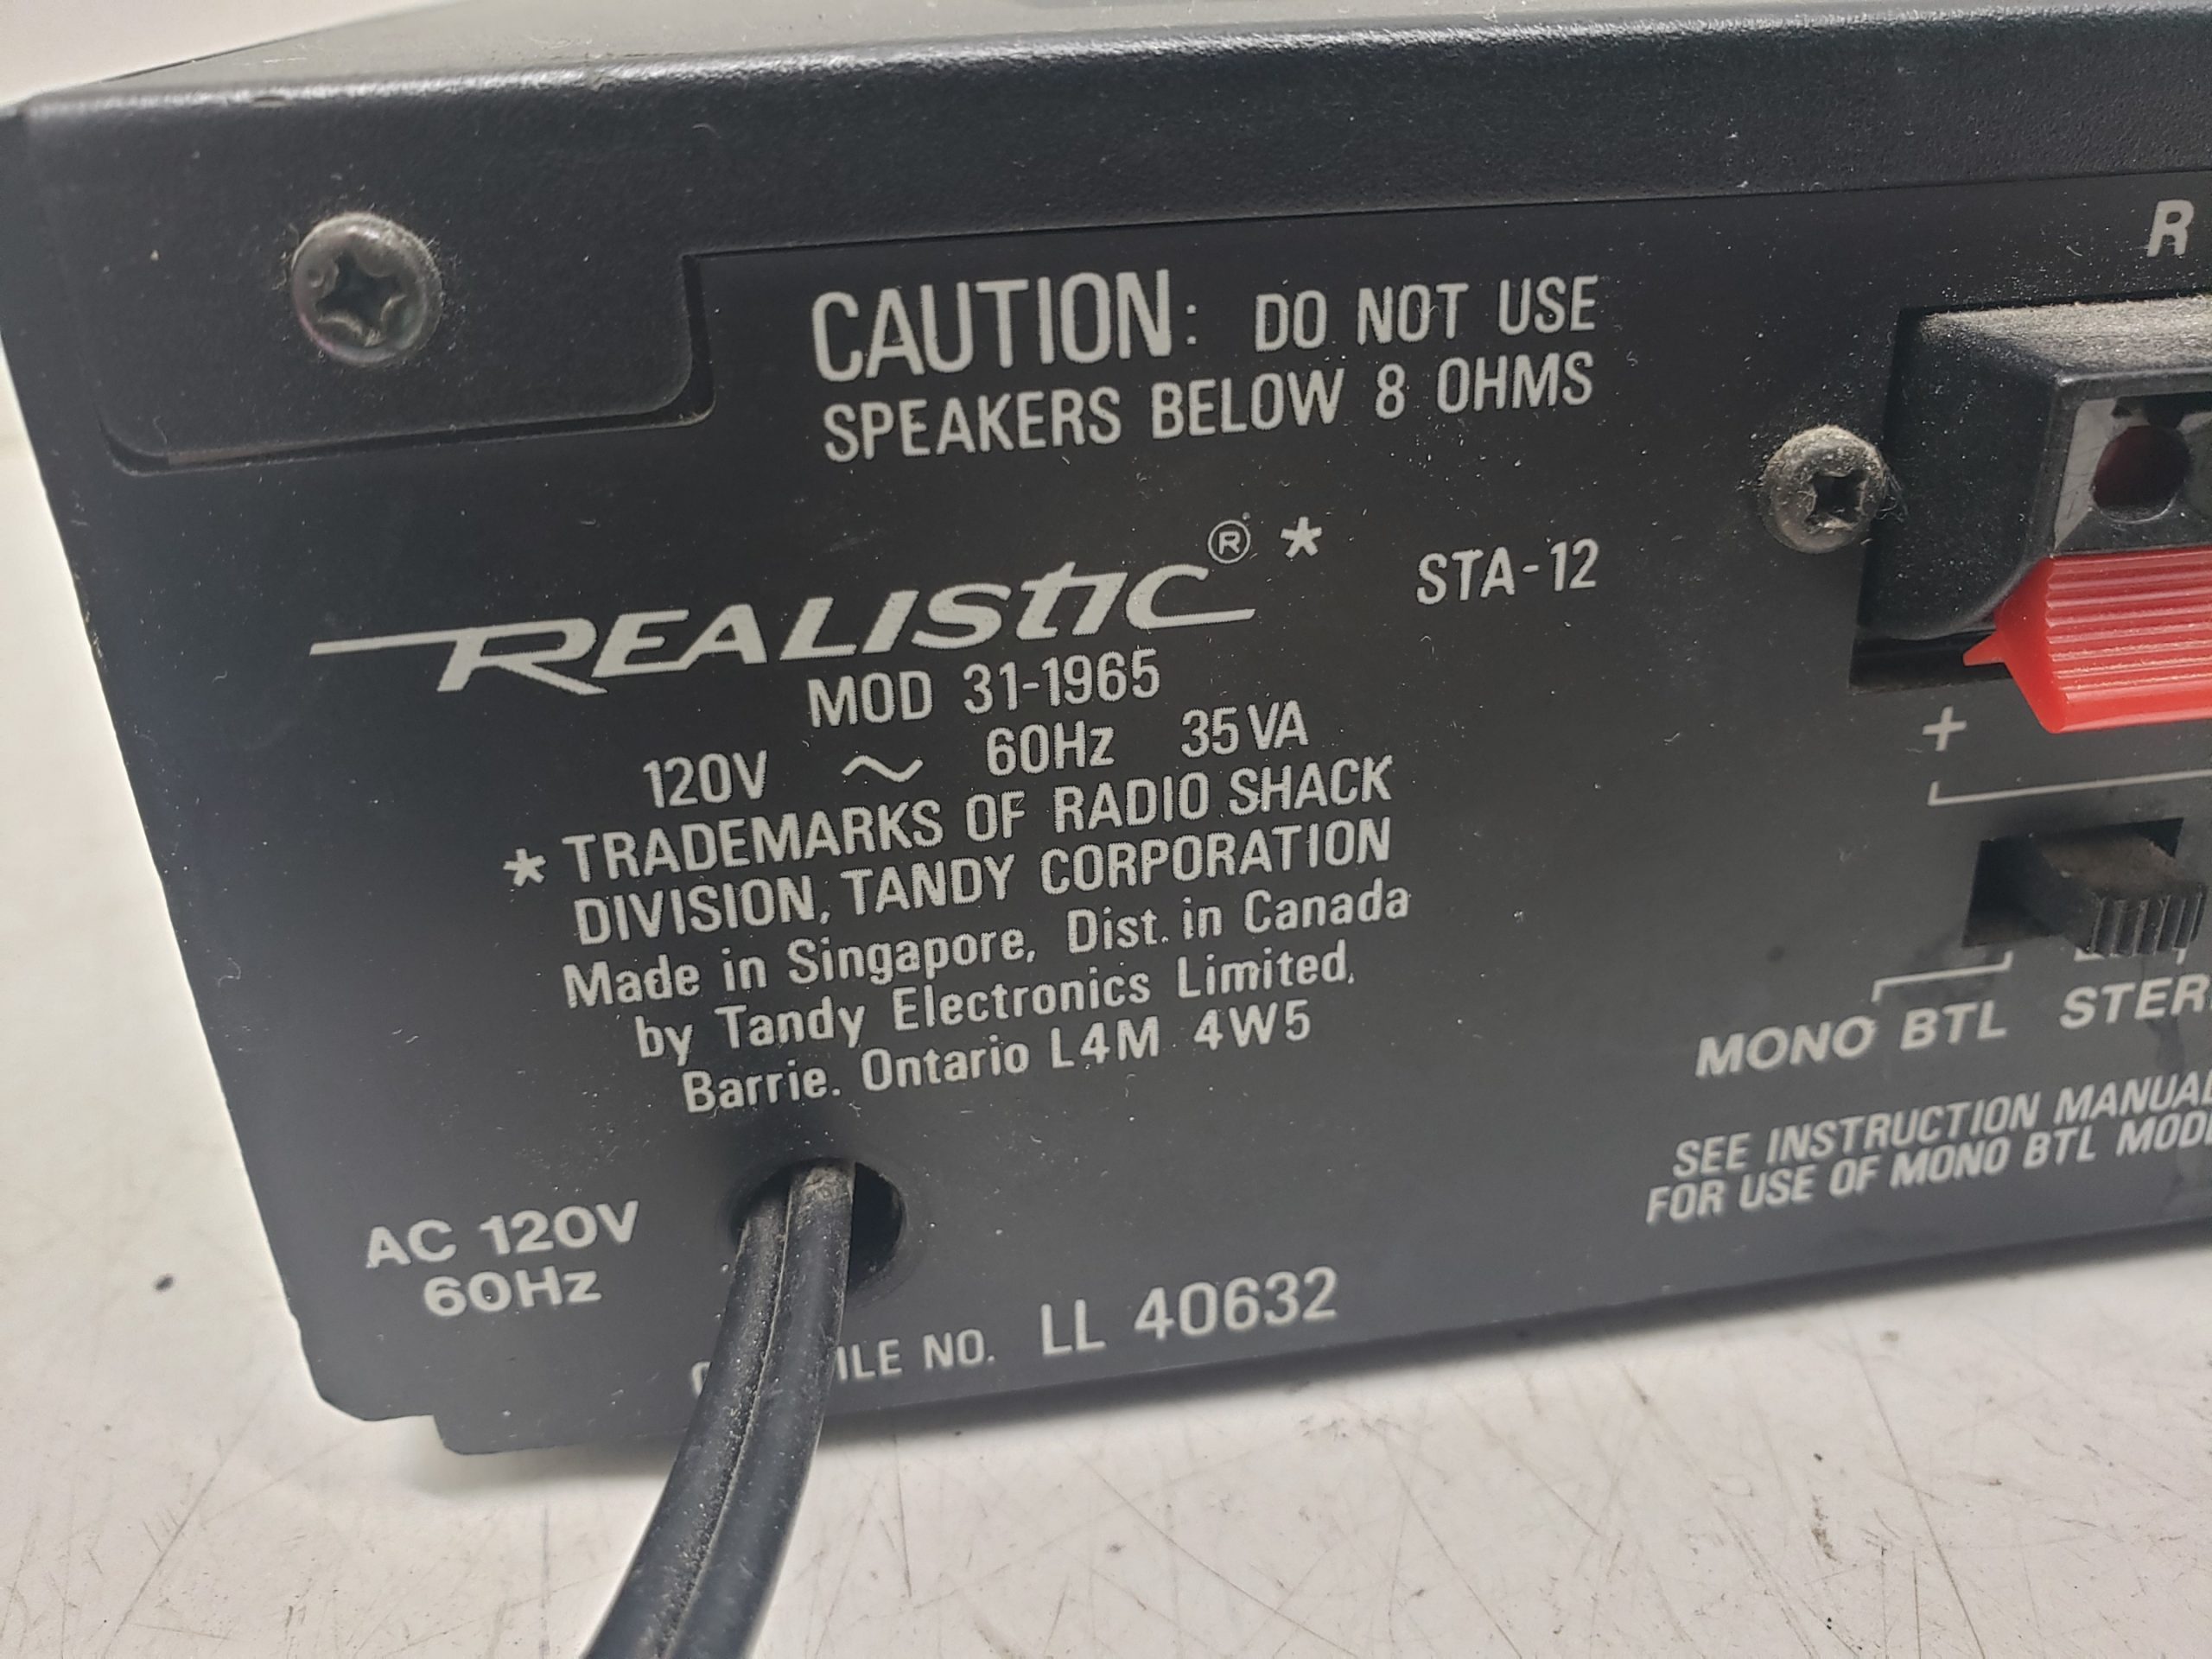 CAUTION: DO NOT USE
SPEAKERS BELOW 8 OHMS
REALISTIC ® * STA-12
MOD 31-1965
120V ~ 60Hz 35VA
* TRADEMARKS OF RADIO SHACK
DIVISION, TANDY CORPORATION
Made in Singapore, Dist. in Canada
by Tandy Electronics Limited,
Barrie. Ontario L4M 4W5
AC 120V
60Hz
NO. LL 40632
R
+
MONO BTL
SEE INSTRUCTION MANUAL
FOR USE OF MONO BTL